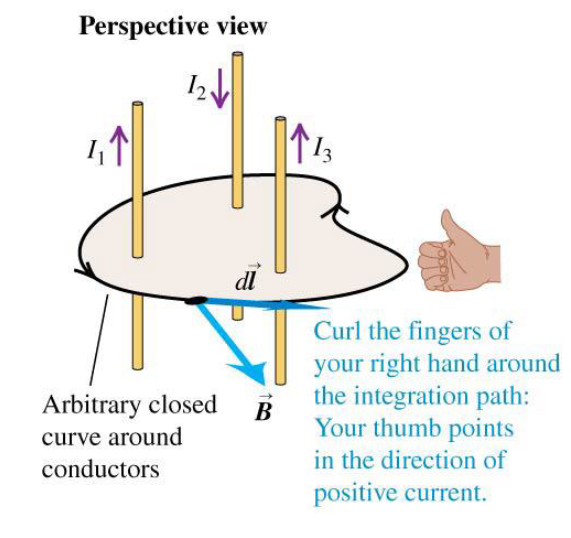 Perspective view
I₂
I₁
I₃
dl⃗
Curl the fingers of
your right hand around
the integration path:
Your thumb points
in the direction of
positive current.
B⃗
Arbitrary closed
curve around
conductors